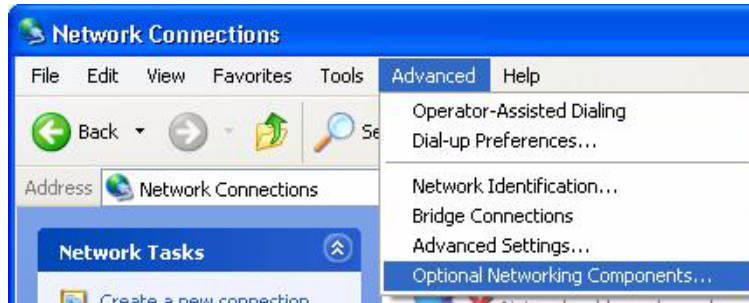 Network Connections
File Edit View Favorites Tools Advanced Help
Back
Operator-Assisted Dialing
Dial-up Preferences...
Address Network Connections
Network Identification...
Bridge Connections
Advanced Settings...
Optional Networking Components...
Network Tasks
Create a new connection